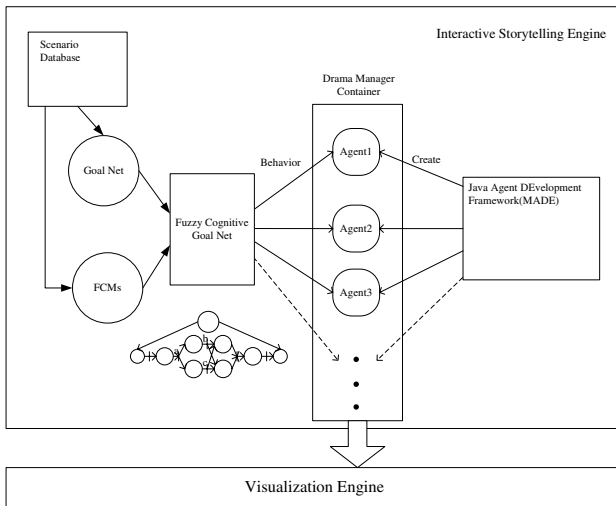 Interactive Storytelling Engine
Scenario
Database
Drama Manager
Container
Goal Net
Behavior
Agent1
Create
Fuzzy Cognitive
Goal Net
Java Agent DEvelopment
Framework(MADE)
Agent2
FCMs
Agent3
a
b
c
Visualization Engine